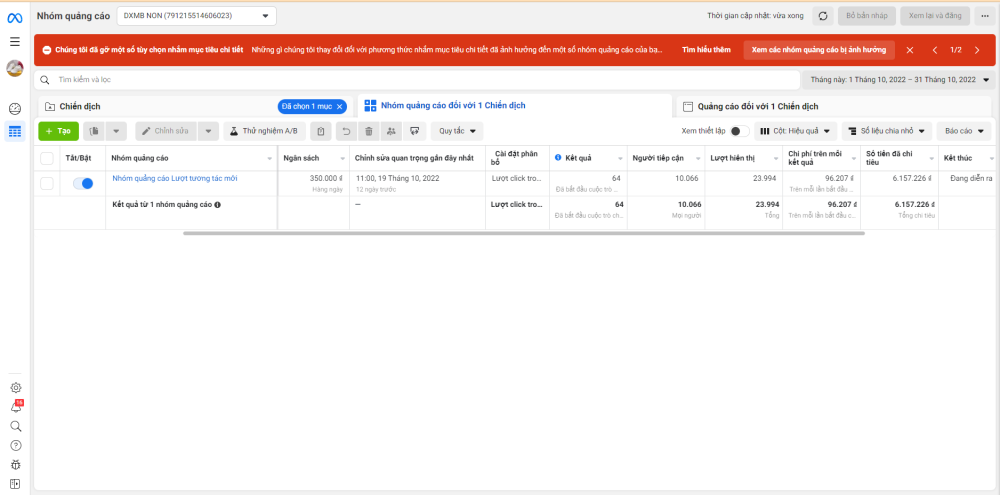 Nhóm quảng cáo
DXMB NON (791215514606023)
Thời gian cập nhật: vừa xong
Bỏ bản nháp
Xem lại và đăng
Chúng tôi đã gỡ một số tùy chọn nhắm mục tiêu chi tiết Những gì chúng tôi thay đổi đối với phương thức nhắm mục tiêu chi tiết đã ảnh hưởng đến một số nhóm quảng cáo của bạ... Tìm hiểu thêm Xem các nhóm quảng cáo bị ảnh hưởng 1/2
Tìm kiếm và lọc
Tháng này: 1 Tháng 10, 2022 – 31 Tháng 10, 2022
Chiến dịch
Đã chọn 1 mục
Nhóm quảng cáo đối với 1 Chiến dịch
Quảng cáo đối với 1 Chiến dịch
+ Tạo
Chỉnh sửa
Thử nghiệm A/B
Quy tắc
Xem thiết lập
Cột: Hiệu quả
Số liệu chia nhỏ
Báo cáo
Tắt/Bật
Nhóm quảng cáo
Ngân sách
Chỉnh sửa quan trọng gần đây nhất
Cài đặt phân bổ
Kết quả
Người tiếp cận
Lượt hiển thị
Chi phí trên mỗi kết quả
Số tiền đã chi tiêu
Kết thúc
Nhóm quảng cáo Lượt tương tác mới
350.000 ₫
Hàng ngày
11:00, 19 Tháng 10, 2022
12 ngày trước
Lượt click tro...
64
Đã bắt đầu cuộc trò ...
10.066
23.994
96.207 ₫
Trên mỗi lần bắt đầu ...
6.157.226 ₫
Đang diễn ra
Kết quả từ 1 nhóm quảng cáo
—
Lượt click tro...
64
Đã bắt đầu cuộc trò ch...
10.066
Mọi người
23.994
Tổng
96.207 ₫
Trên mỗi lần bắt đầu c...
6.157.226 ₫
Tổng chi tiêu